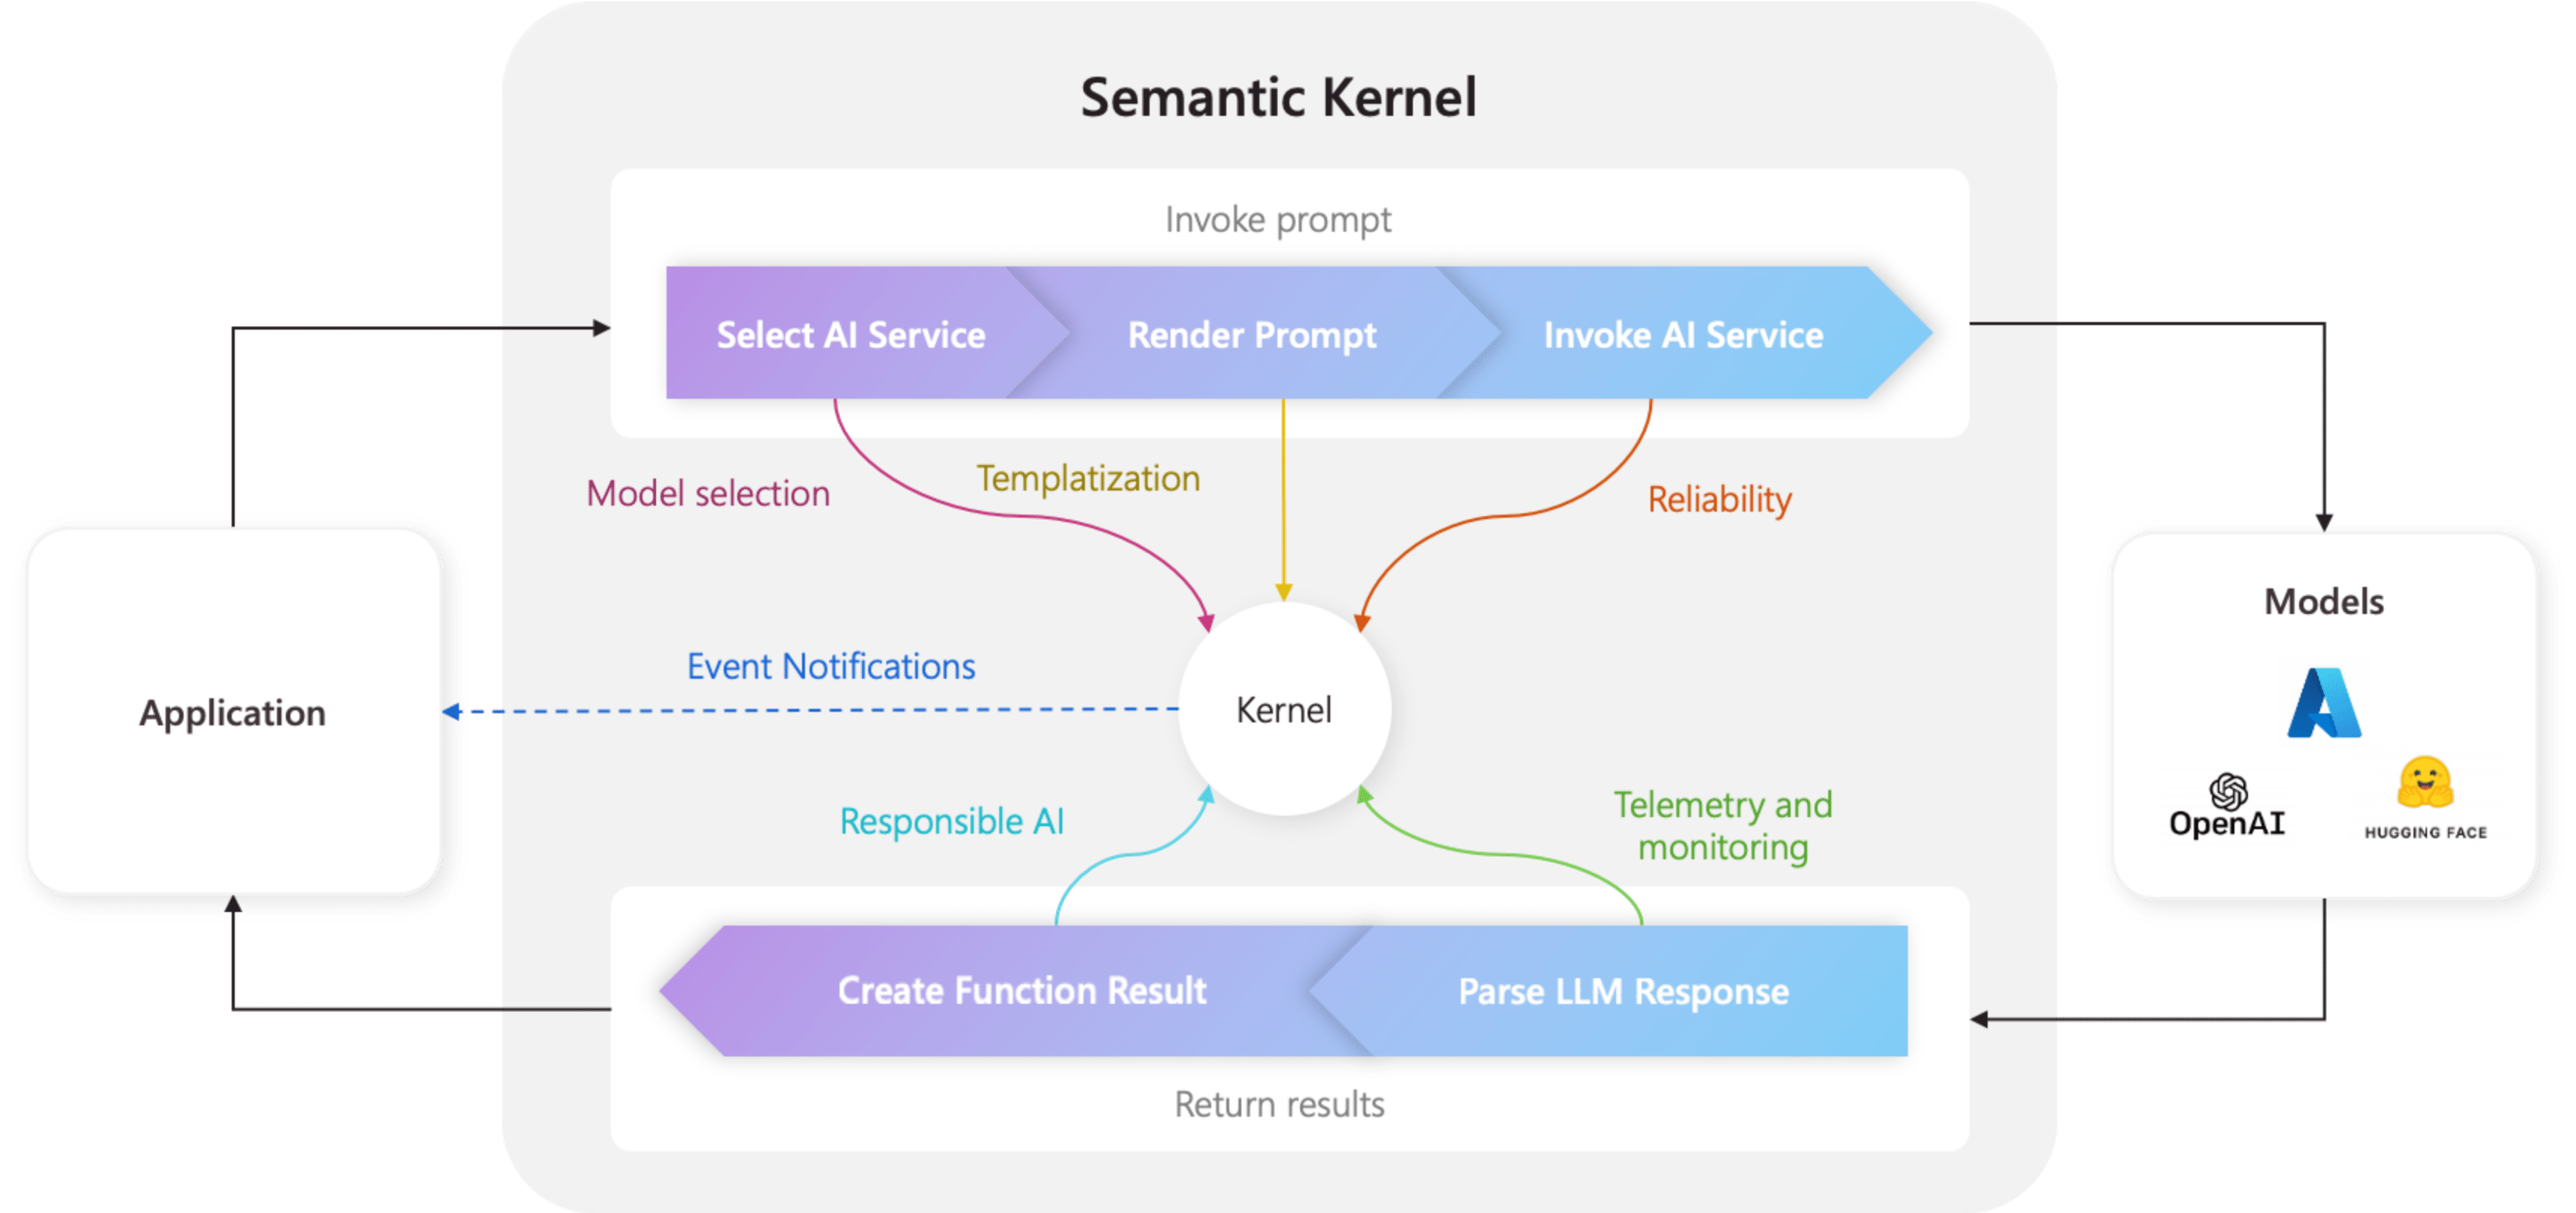 Semantic Kernel
Invoke prompt
Select AI Service
Render Prompt
Invoke AI Service
Model selection
Templatization
Reliability
Application
Event Notifications
Kernel
Models
OpenAI
HUGGING FACE
Responsible AI
Telemetry and
monitoring
Create Function Result
Parse LLM Response
Return results